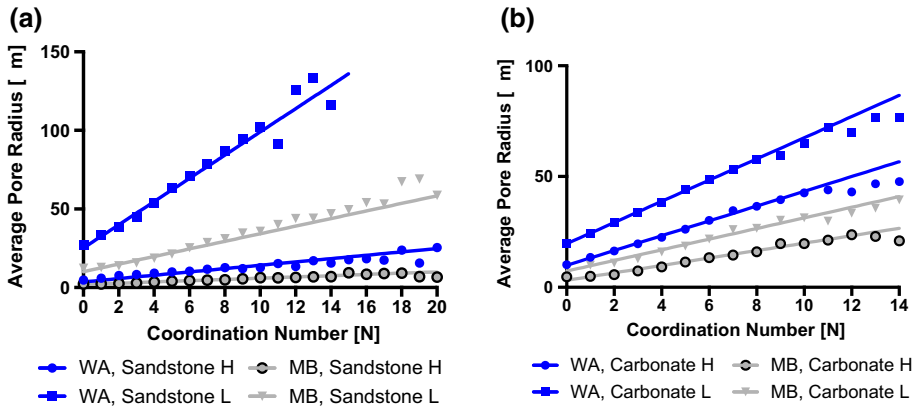 (a)
150
100
50
0
Average Pore Radius [ m]
0 2 4 6 8 10 12 14 16 18 20
Coordination Number [N]
WA, Sandstone H
MB, Sandstone H
WA, Sandstone L
MB, Sandstone L
(b)
100
50
0
Average Pore Radius [ m]
0 2 4 6 8 10 12 14
Coordination Number [N]
WA, Carbonate H
MB, Carbonate H
WA, Carbonate L
MB, Carbonate L